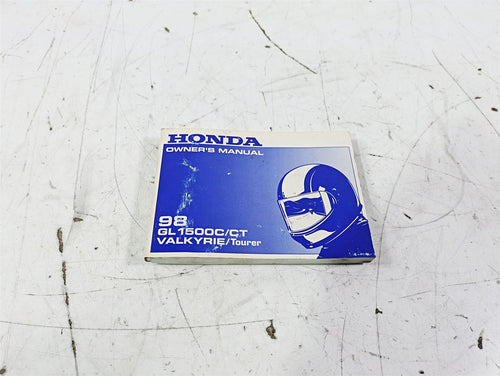 HONDA
OWNER'S MANUAL
98
GL1500C/CT
VALKYRIE/Tourer